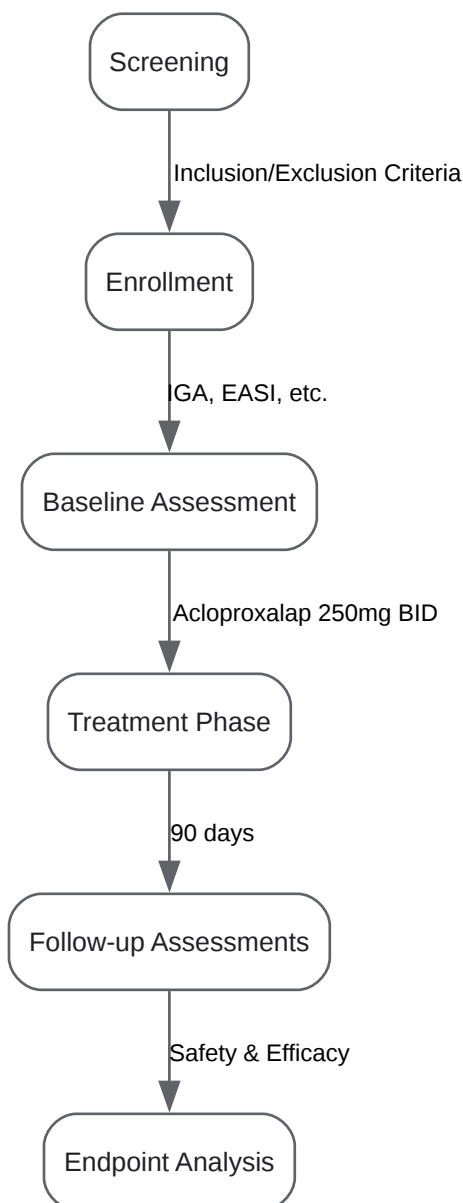 Screening
Inclusion/Exclusion Criteria
Enrollment
IGA, EASI, etc.
Baseline Assessment
Acloproxalap 250mg BID
Treatment Phase
90 days
Follow-up Assessments
Safety & Efficacy
Endpoint Analysis